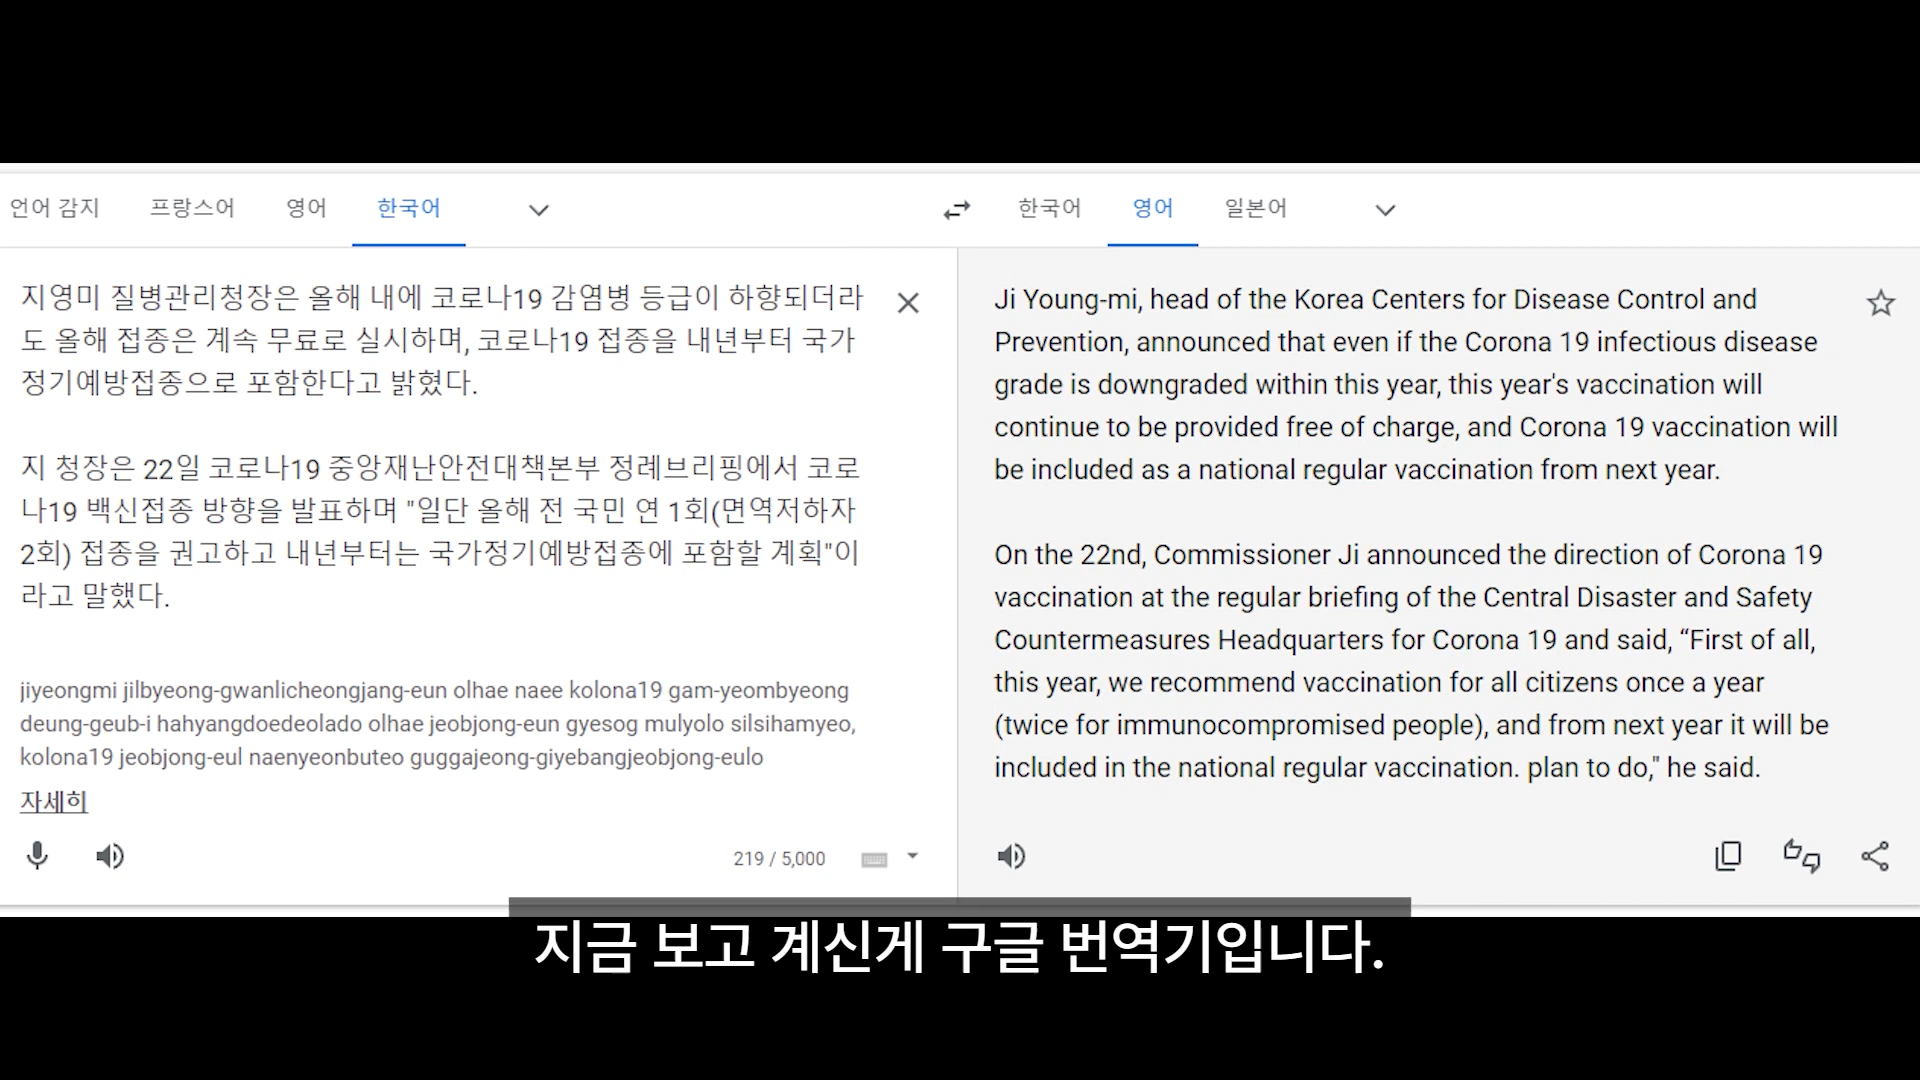 언어 감지 프랑스어 영어 한국어
한국어 영어 일본어
지영미 질병관리청장은 올해 내에 코로나19 감염병 등급이 하향되더라
도 올해 접종은 계속 무료로 실시하며, 코로나19 접종을 내년부터 국가
정기예방접종으로 포함한다고 밝혔다.
지 청장은 22일 코로나19 중앙재난안전대책본부 정례브리핑에서 코로
나19 백신접종 방향을 발표하며 "일단 올해 전 국민 연 1회(면역저하자
2회) 접종을 권고하고 내년부터는 국가정기예방접종에 포함할 계획"이
라고 말했다.
jiyeongmi jilbyeong-gwanlicheongjang-eun olhae naee kolona19 gam-yeombyeong
deung-geub-i hahyangdoedeolado olhae jeobjong-eun gyesog mulyolo silsihamyeo,
kolona19 jeobjong-eul naenyeonbuteo guggajeong-giyebangjeobjong-eulo
자세히
219 / 5,000
Ji Young-mi, head of the Korea Centers for Disease Control and
Prevention, announced that even if the Corona 19 infectious disease
grade is downgraded within this year, this year's vaccination will
continue to be provided free of charge, and Corona 19 vaccination will
be included as a national regular vaccination from next year.
On the 22nd, Commissioner Ji announced the direction of Corona 19
vaccination at the regular briefing of the Central Disaster and Safety
Countermeasures Headquarters for Corona 19 and said, “First of all,
this year, we recommend vaccination for all citizens once a year
(twice for immunocompromised people), and from next year it will be
included in the national regular vaccination. plan to do," he said.
지금 보고 계신게 구글 번역기입니다.